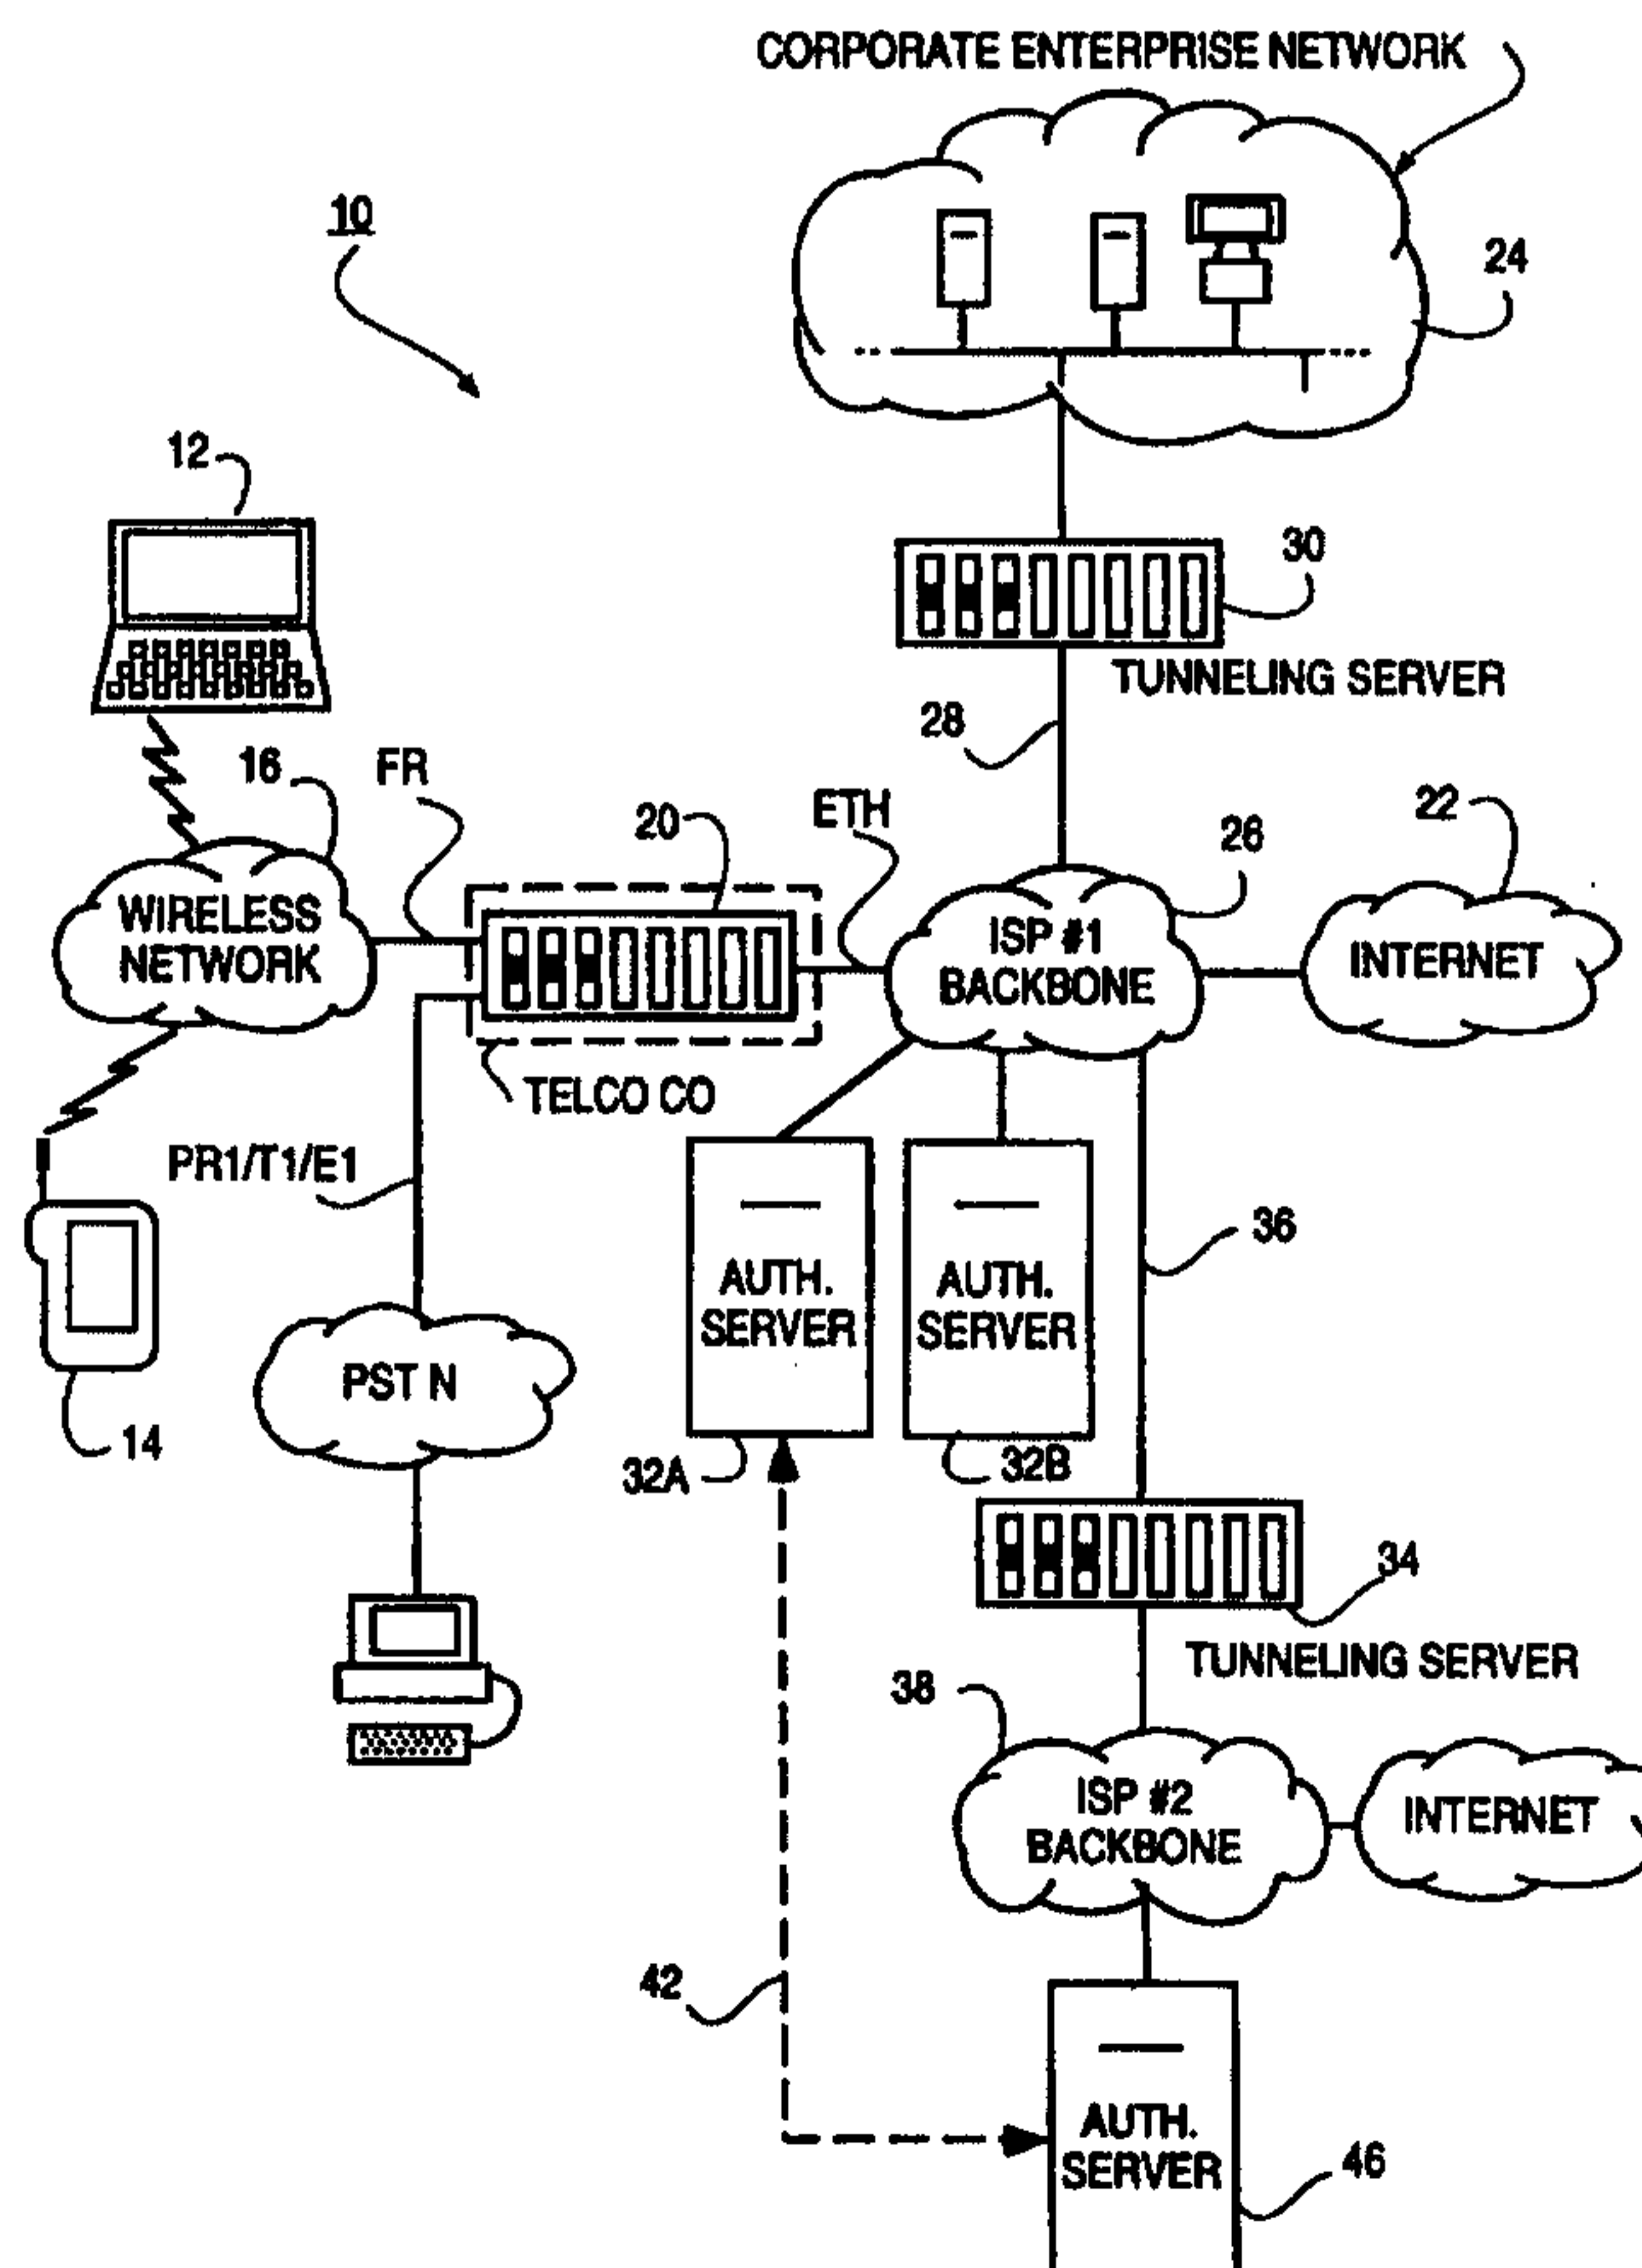 CORPORATE ENTERPRISE NETWORK
10
24
12
30
TUNNELING SERVER
28
16
FR
20
ETH
26
22
WIRELESS
NETWORK
ISP #1
BACKBONE
INTERNET
TELCO CO
PR1/T1/E1
36
AUTH.
SERVER
AUTH.
SERVER
PST N
14
32A
32B
34
TUNNELING SERVER
38
ISP #2
BACKBONE
INTERNET
42
AUTH.
SERVER
46